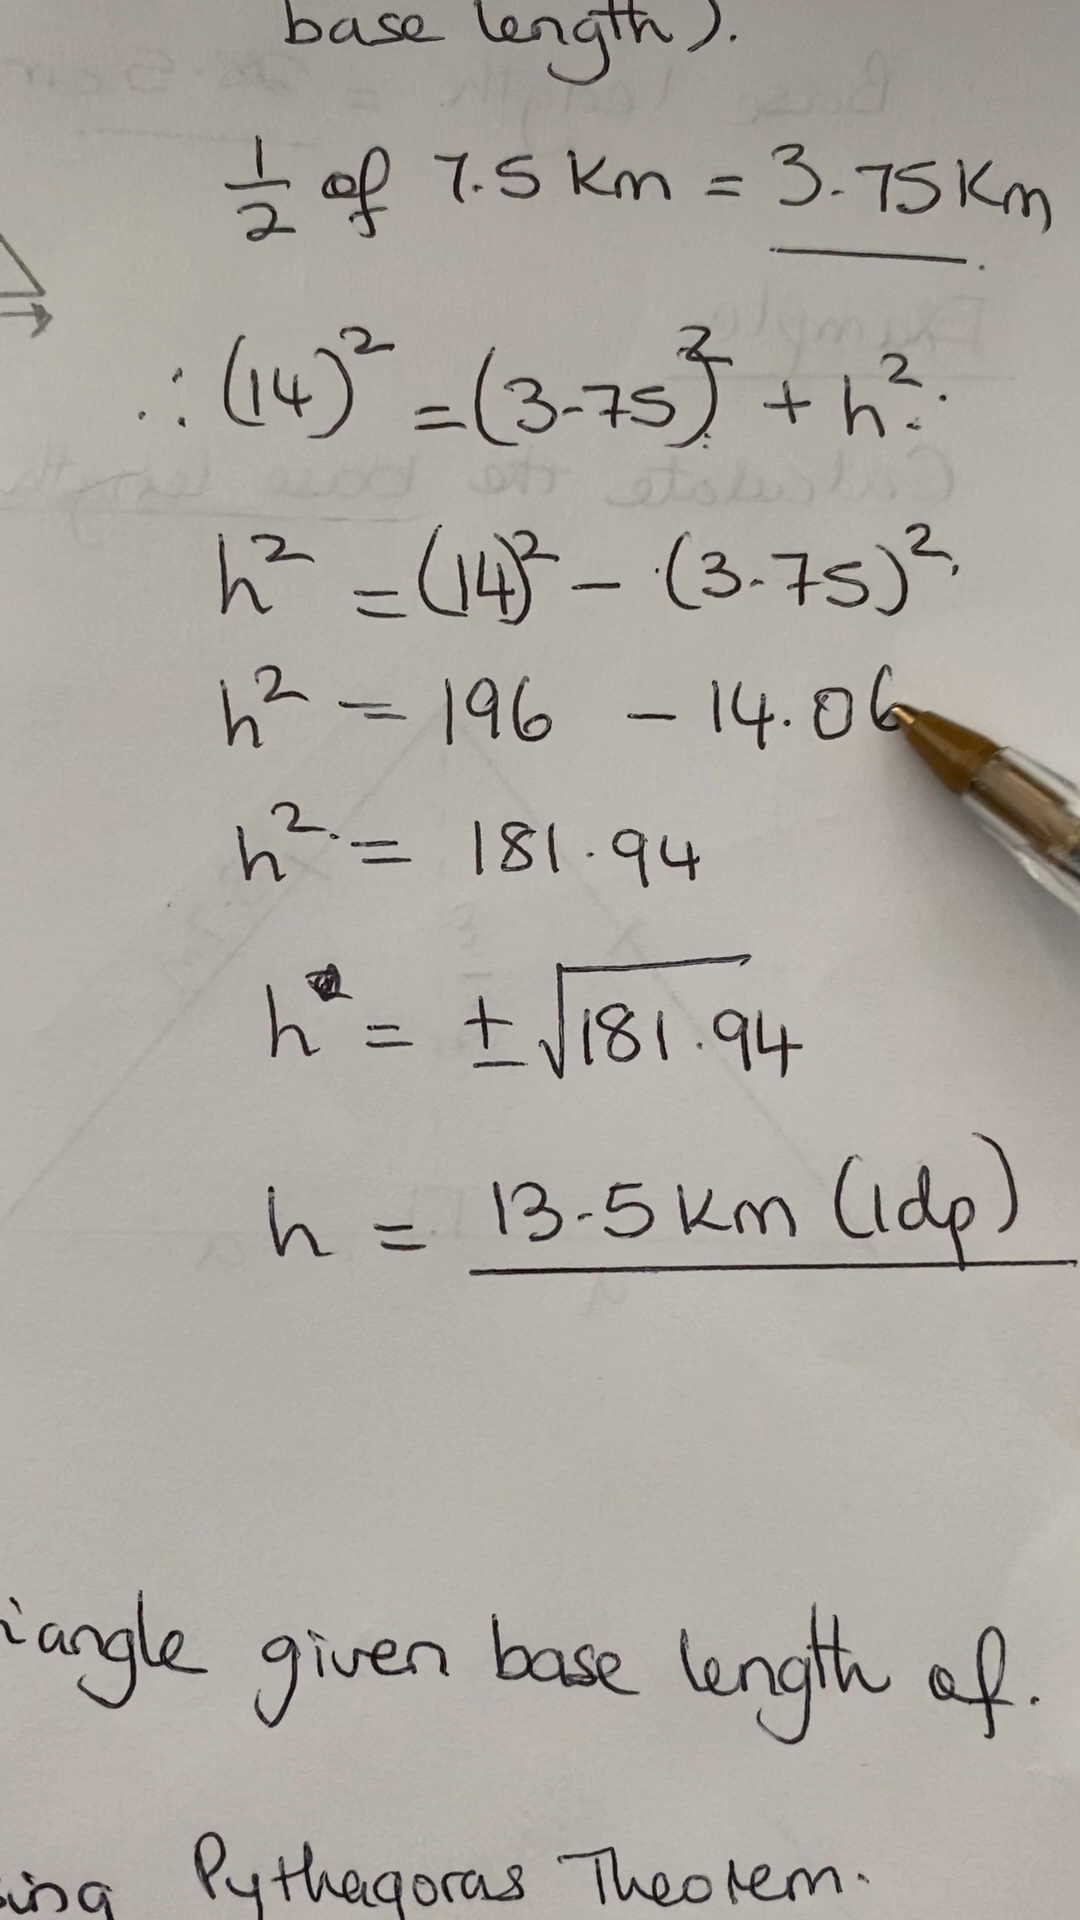 base length).
1/2 of 7.5 Km = 3.75 Km
∴ (14)² = (3.75)² + h².
h² = (14)² - (3.75)²
h² = 196 - 14.06
h² = 181.94
h = ±√181.94
h = 13.5 Km (1dp)
iangle given base length of.
ing Pythagoras Theorem.